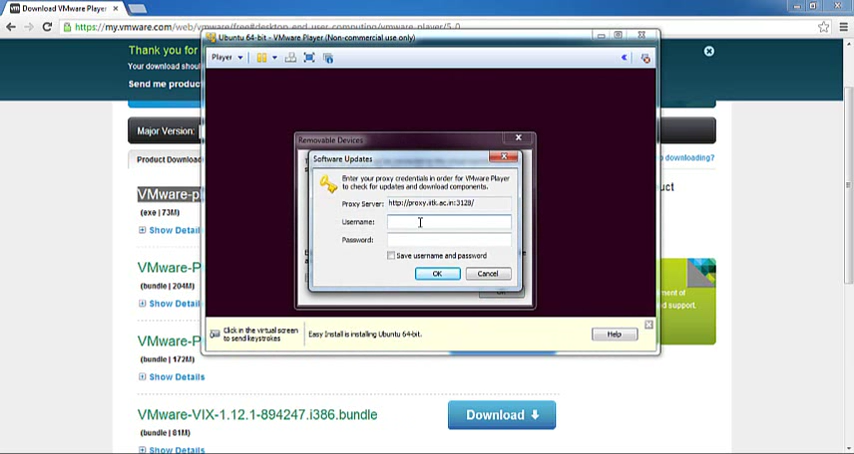 Download VMware Player
https://my.vmware.com/web/vmware/free#desktop_end_user_computing/vmware_player/5_0
Ubuntu 64-bit - VMware Player (Non-commercial use only)
Thank you for
Your download shou
Send me produc
Player
Major Version:
Product Download
downloading?
Removable Devices
Software Updates
Enter your proxy credentials in order for VMware Player
to check for updates and download components.
Proxy Server: http://proxy.iitk.ac.in:3128/
Username:
Password:
Save username and password
OK Cancel
VMware-p
(exe | 73M)
Show Deta
VMware-P
(bundle | 204M)
Show Deta
ment of
support.
Click in the virtual screen
to send keystrokes
Easy Install is installing Ubuntu 64-bit.
Help
VMware-P
(bundle | 172M)
Show Details
VMware-VIX-1.12.1-894247.i386.bundle
(bundle | 81M)
Download
Show Details